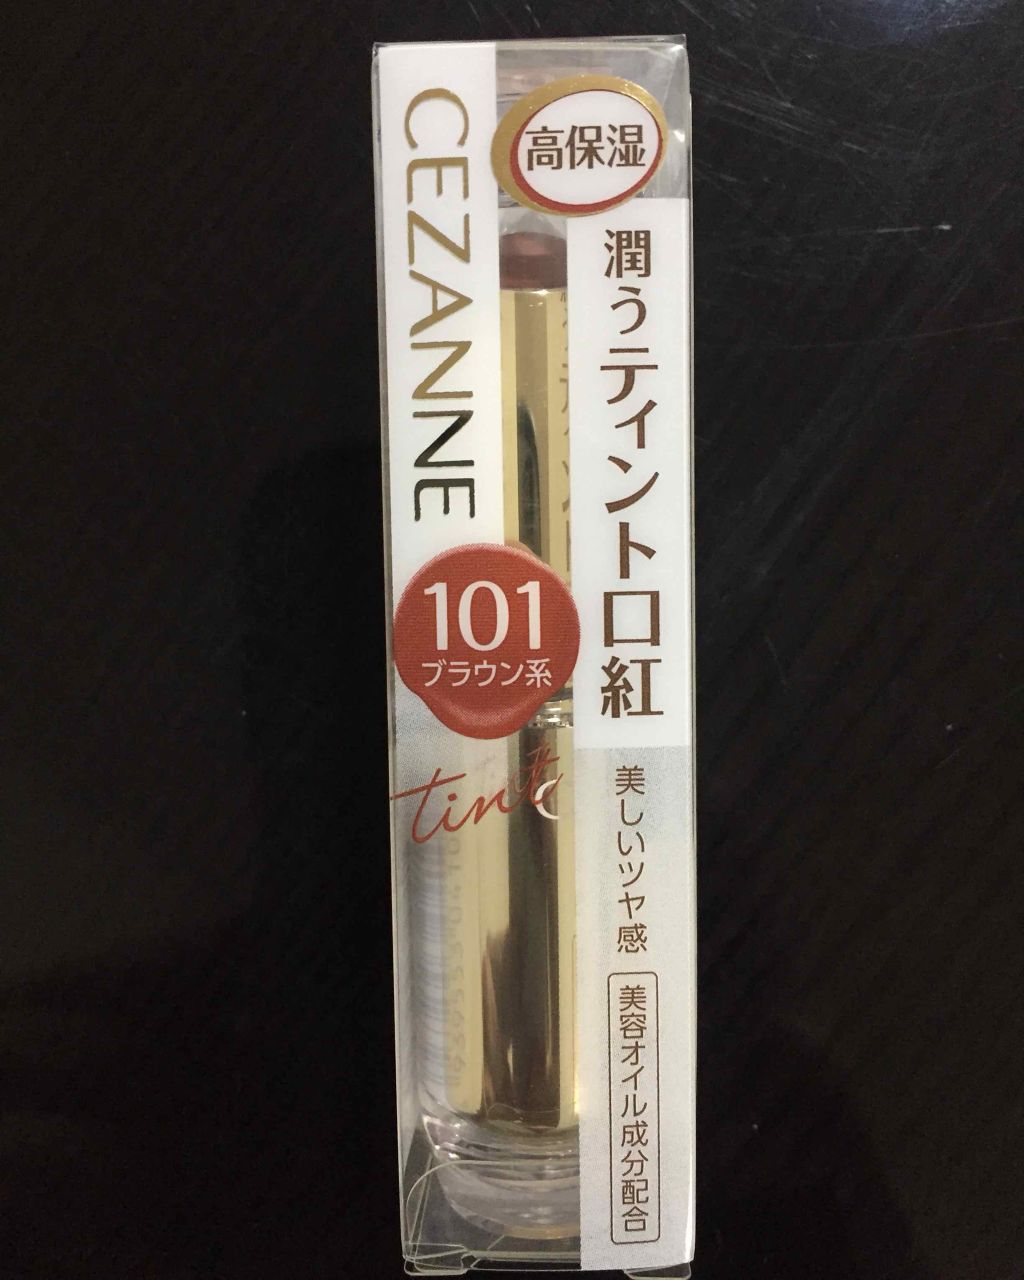 CEZANNE
高保湿
潤うティント口紅
101
ブラウン系
tint
美しいツヤ感
美容オイル成分配合